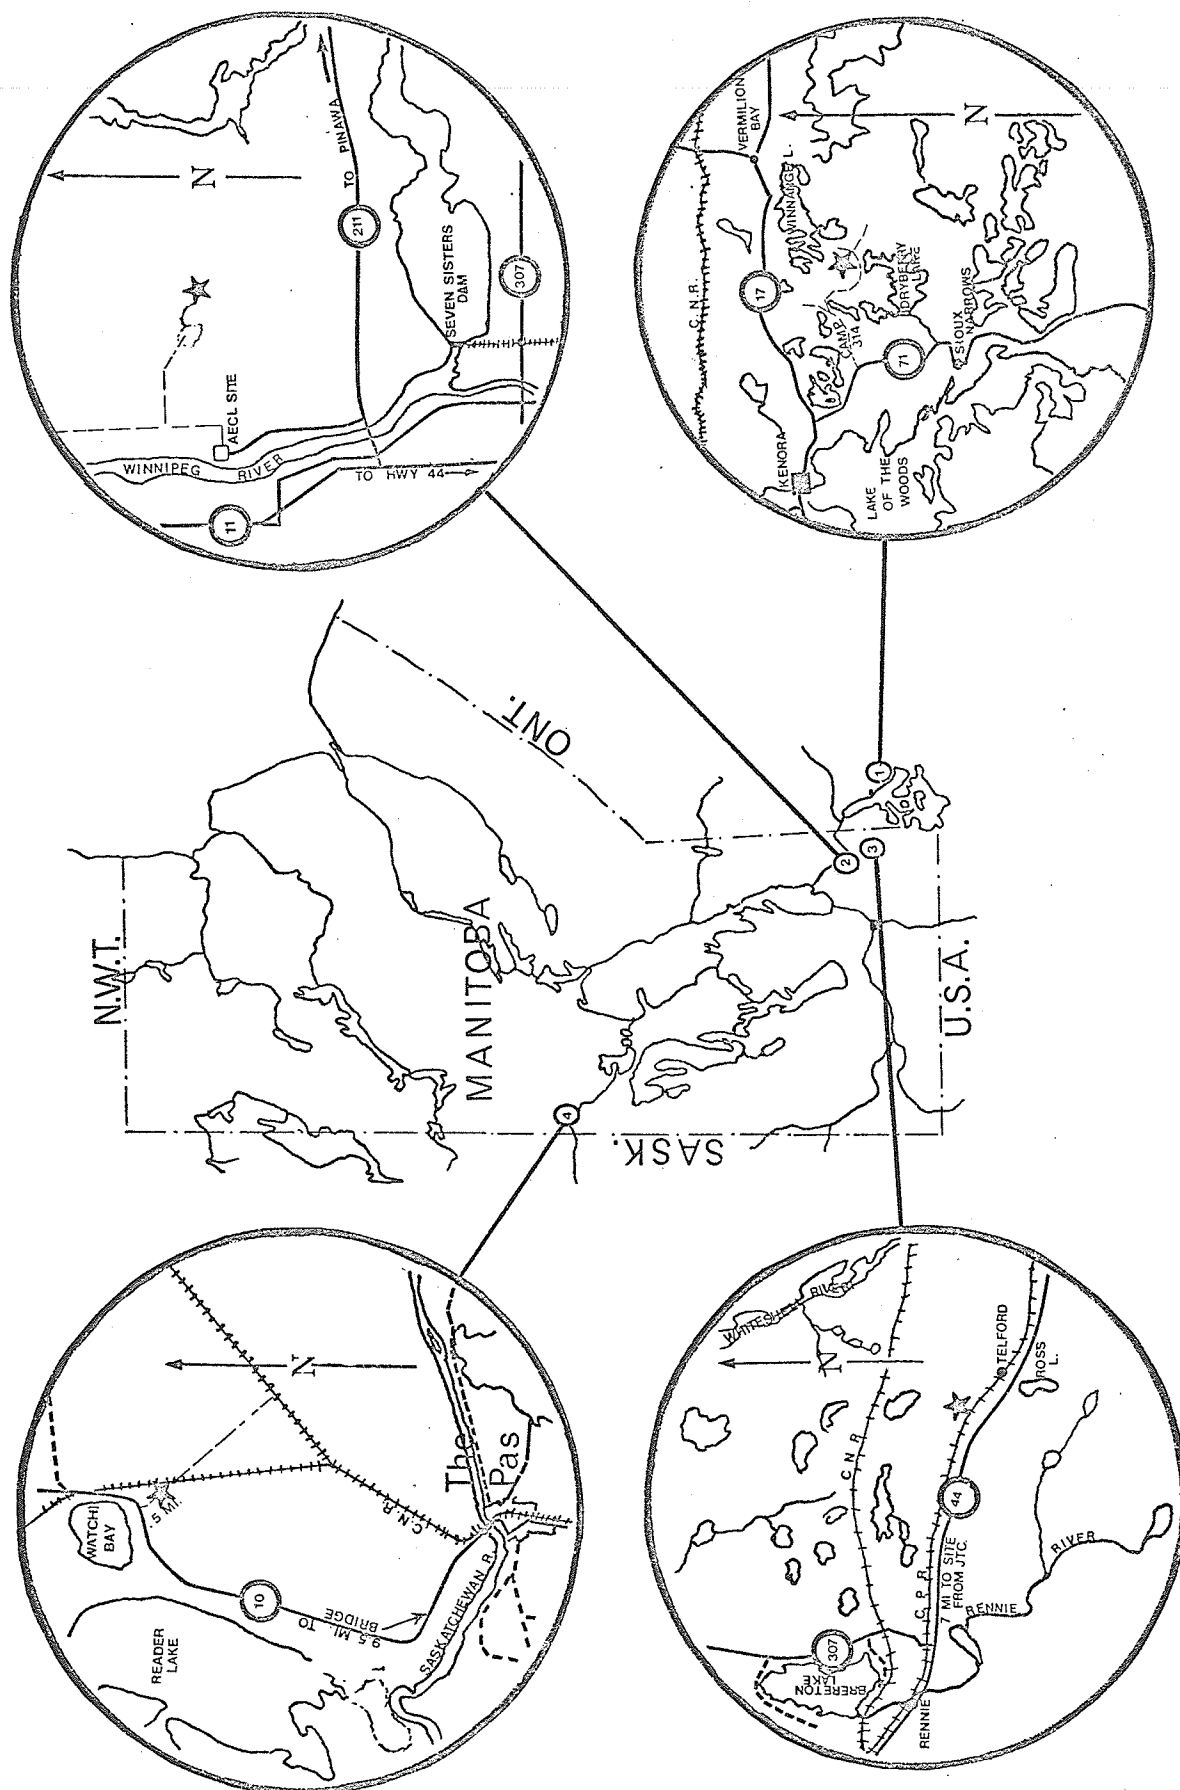 WATCHI
BAY
.5 MI.
N
READER
LAKE
10
9.5 MI. TO
BRIDGE
C.N.R.
The
Pas
SASKATCHEWAN R.
N
TO PINAWA
211
AECL SITE
WINNIPEG RIVER
SEVEN SISTERS
DAM
307
11
TO HWY 44
N.W.T.
MANITOBA
ONT.
SASK.
U.S.A.
1
2
3
4
WHITESHELL RIVER
N
C N R
C P R
TELFORD
ROSS
L.
44
7 MI TO SITE
FROM JTC.
RENNIE RIVER
307
BRERETON
LAKE
RENNIE
C. N. R.
VERMILION
BAY
N
17
VINNANGE L.
CAMP
314
DRYBERRY
LAKE
71
SIOUX
NARROWS
KENORA
LAKE
OF THE
WOODS